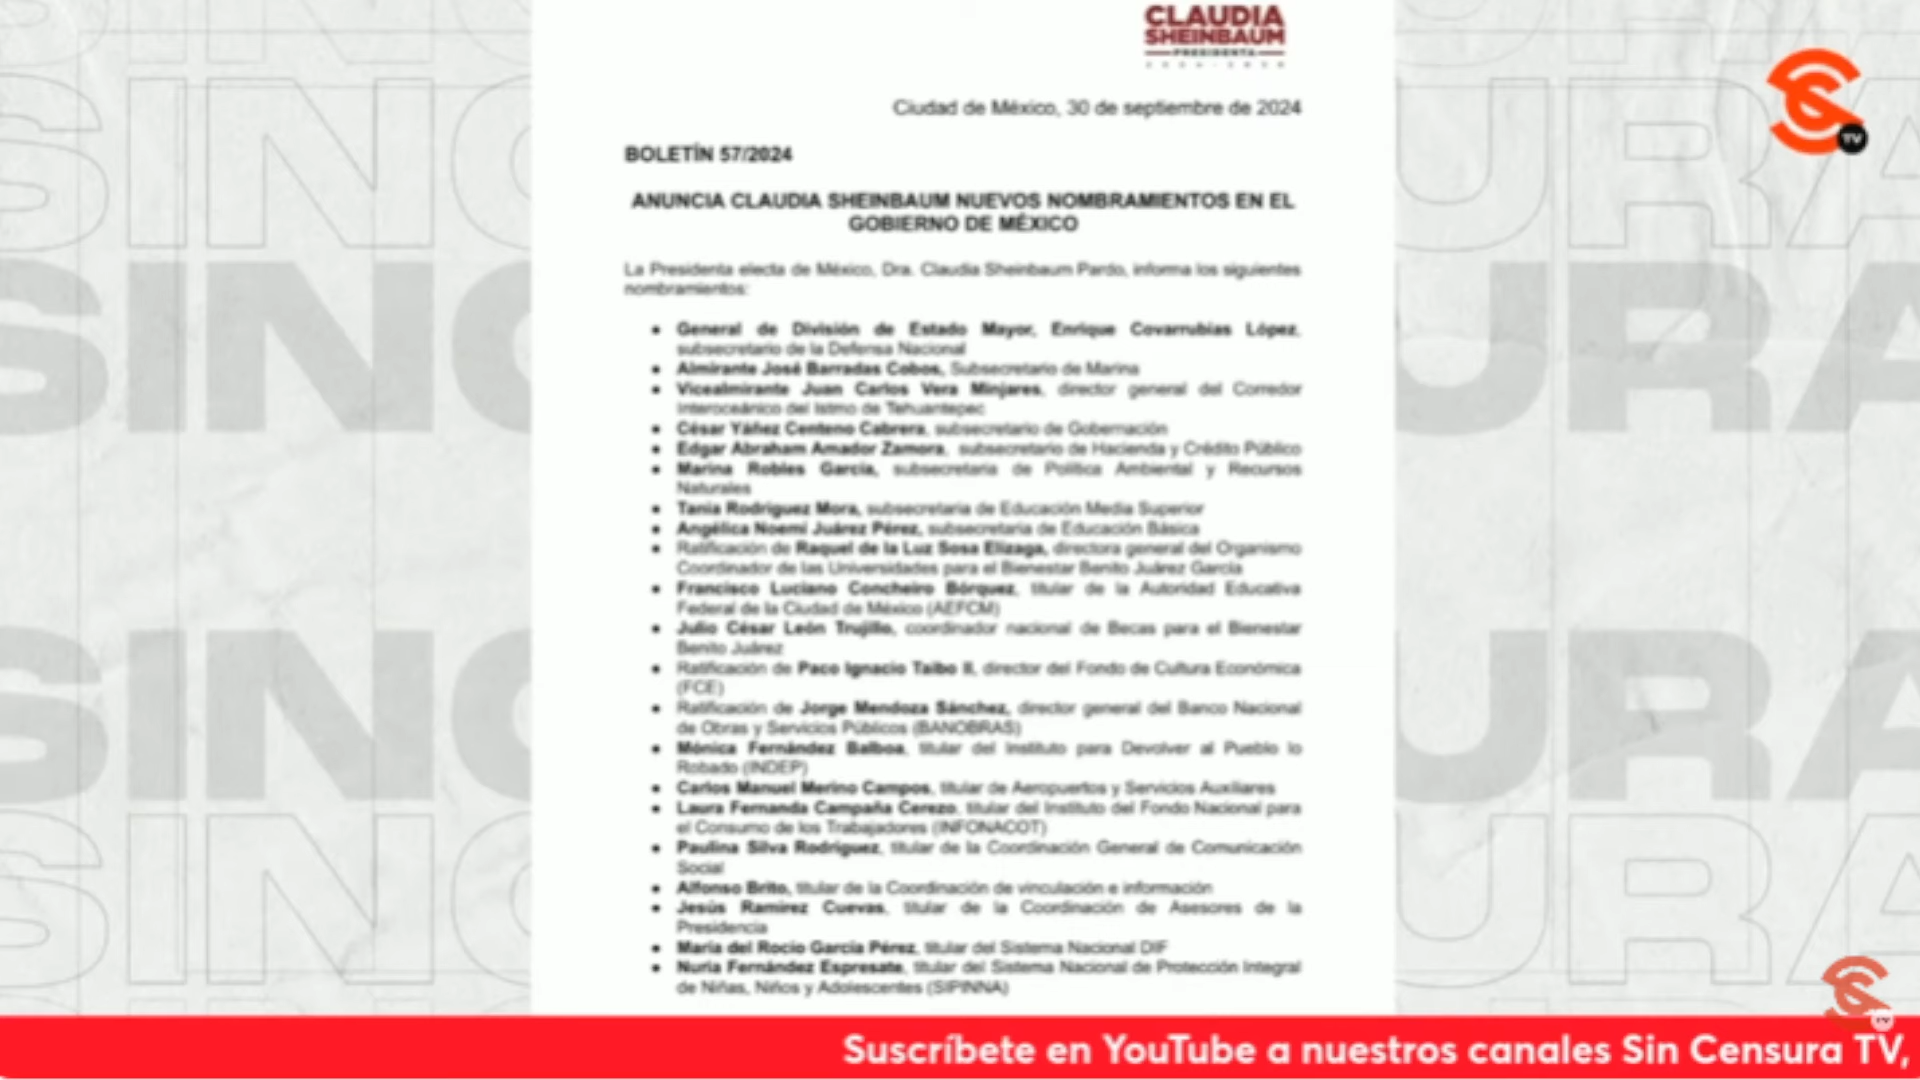 CLAUDIA
SHEINBAUM
PRESIDENTA
Ciudad de México, 30 de septiembre de 2024
BOLETÍN 57/2024
ANUNCIA CLAUDIA SHEINBAUM NUEVOS NOMBRAMIENTOS EN EL
GOBIERNO DE MÉXICO
La Presidenta electa de México, Dra. Claudia Sheinbaum Pardo, informa los siguientes
nombramientos:
• General de División de Estado Mayor, Enrique Covarrubias López,
subsecretario de la Defensa Nacional
• Almirante José Barradas Cobos, Subsecretario de Marina
• Vicealmirante Juan Carlos Vera Minjares, director general del Corredor
Interoceánico del Istmo de Tehuantepec
• César Yáñez Centeno Cabrera, subsecretario de Gobernación
• Edgar Abraham Amador Zamora, subsecretario de Hacienda y Crédito Público
• Marina Robles García, subsecretaria de Política Ambiental y Recursos
Naturales
• Tania Rodríguez Mora, subsecretaria de Educación Media Superior
• Angélica Noemí Juárez Pérez, subsecretaria de Educación Básica
• Ratificación de Raquel de la Luz Sosa Elízaga, directora general del Organismo
Coordinador de las Universidades para el Bienestar Benito Juárez García
• Francisco Luciano Concheiro Bórquez, titular de la Autoridad Educativa
Federal de la Ciudad de México (AEFCM)
• Julio César León Trujillo, coordinador nacional de Becas para el Bienestar
Benito Juárez
• Ratificación de Paco Ignacio Taibo II, director del Fondo de Cultura Económica
(FCE)
• Ratificación de Jorge Mendoza Sánchez, director general del Banco Nacional
de Obras y Servicios Públicos (BANOBRAS)
• Mónica Fernández Balboa, titular del Instituto para Devolver al Pueblo lo
Robado (INDEP)
• Carlos Manuel Merino Campos, titular de Aeropuertos y Servicios Auxiliares
• Laura Fernanda Campaña Cerezo, titular del Instituto del Fondo Nacional para
el Consumo de los Trabajadores (INFONACOT)
• Paulina Silva Rodríguez, titular de la Coordinación General de Comunicación
Social
• Alfonso Brito, titular de la Coordinación de vinculación e información
• Jesús Ramírez Cuevas, titular de la Coordinación de Asesores de la
Presidencia
• María del Rocío García Pérez, titular del Sistema Nacional DIF
• Nuria Fernández Espresate, titular del Sistema Nacional de Protección Integral
de Niñas, Niños y Adolescentes (SIPINNA)
SINC URA
SINC URA
SINC URA
SINC URA
TV
TV
Suscríbete en YouTube a nuestros canales Sin Censura TV,